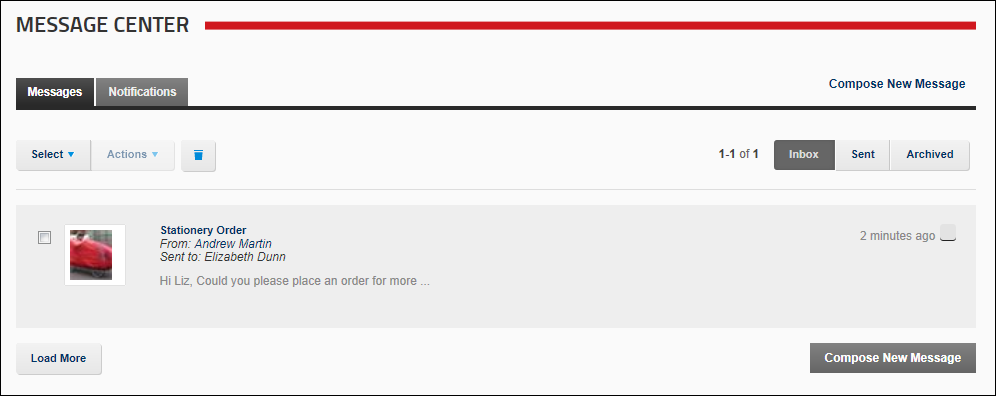 MESSAGE CENTER
Messages Notifications Compose New Message
Select Actions 1-1 of 1 Inbox Sent Archived
Stationery Order
From: Andrew Martin
2 minutes ago
Sent to: Elizabeth Dunn
Hi Liz, Could you please place an order for more ...
Load More Compose New Message